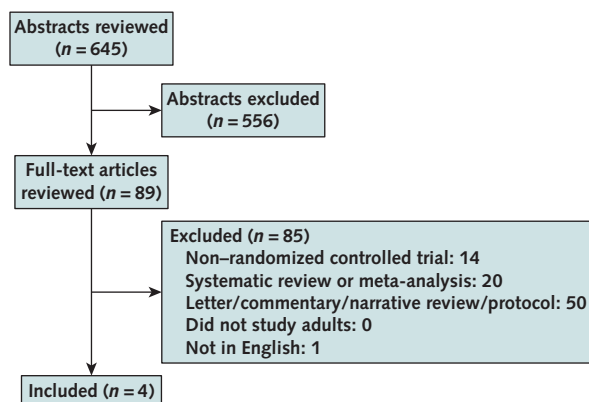 Abstracts reviewed
(n = 645)
Abstracts excluded
(n = 556)
Full-text articles
reviewed (n = 89)
Excluded (n = 85)
Non–randomized controlled trial: 14
Systematic review or meta-analysis: 20
Letter/commentary/narrative review/protocol: 50
Did not study adults: 0
Not in English: 1
Included (n = 4)